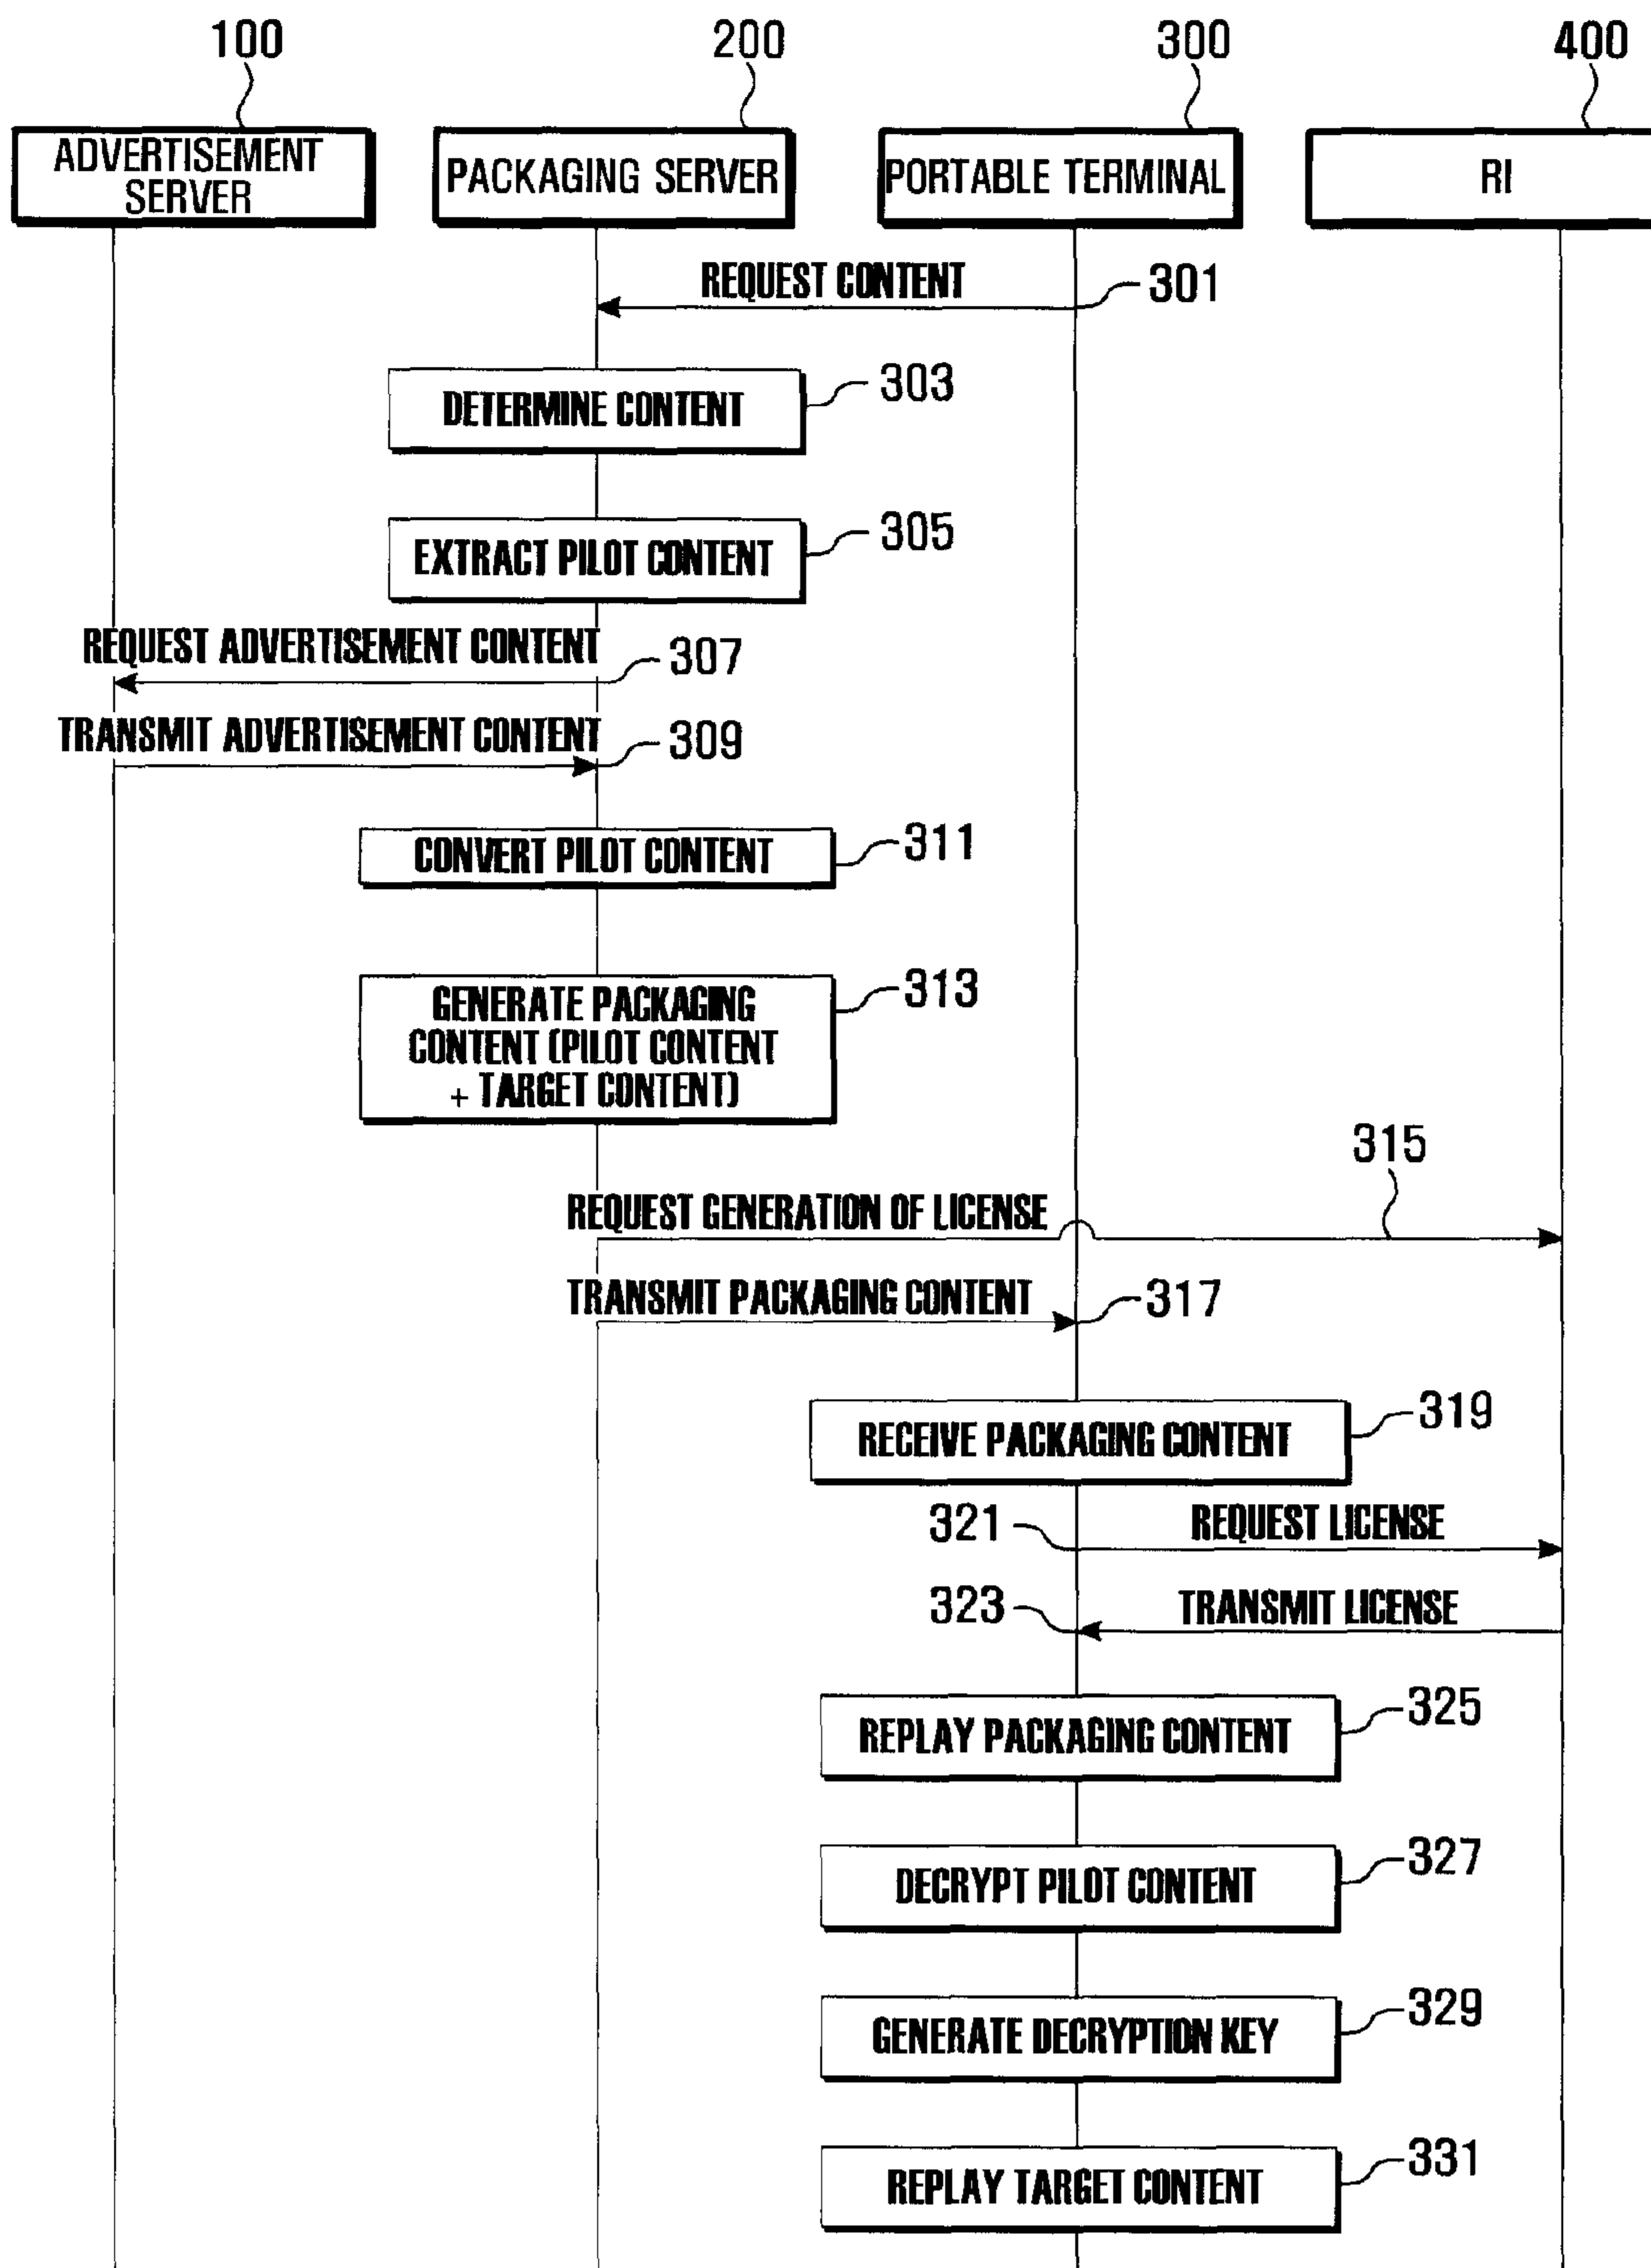 100
200
300
400
ADVERTISEMENT
SERVER
PACKAGING SERVER
PORTABLE TERMINAL
RI
REQUEST CONTENT
301
DETERMINE CONTENT
303
EXTRACT PILOT CONTENT
305
REQUEST ADVERTISEMENT CONTENT
307
TRANSMIT ADVERTISEMENT CONTENT
309
CONVERT PILOT CONTENT
311
GENERATE PACKAGING
CONTENT (PILOT CONTENT
+ TARGET CONTENT)
313
315
REQUEST GENERATION OF LICENSE
TRANSMIT PACKAGING CONTENT
317
RECEIVE PACKAGING CONTENT
319
321
REQUEST LICENSE
323
TRANSMIT LICENSE
REPLAY PACKAGING CONTENT
325
DECRYPT PILOT CONTENT
327
GENERATE DECRYPTION KEY
329
REPLAY TARGET CONTENT
331